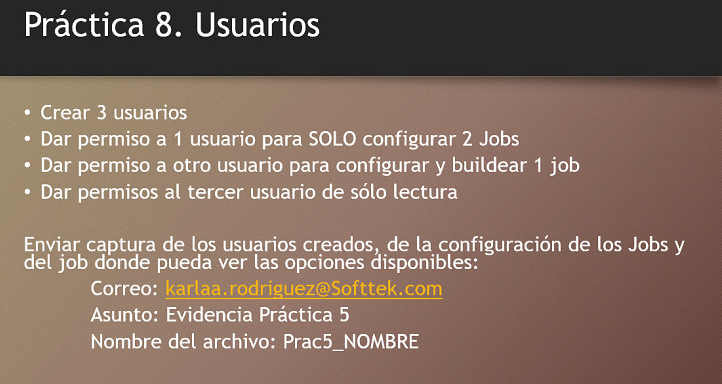 Práctica 8. Usuarios
• Crear 3 usuarios
• Dar permiso a 1 usuario para SOLO configurar 2 Jobs
• Dar permiso a otro usuario para configurar y buildear 1 job
• Dar permisos al tercer usuario de sólo lectura
Enviar captura de los usuarios creados, de la configuración de los Jobs y
del job donde pueda ver las opciones disponibles:
Correo: karlaa.rodriguez@Softtek.com
Asunto: Evidencia Práctica 5
Nombre del archivo: Prac5_NOMBRE